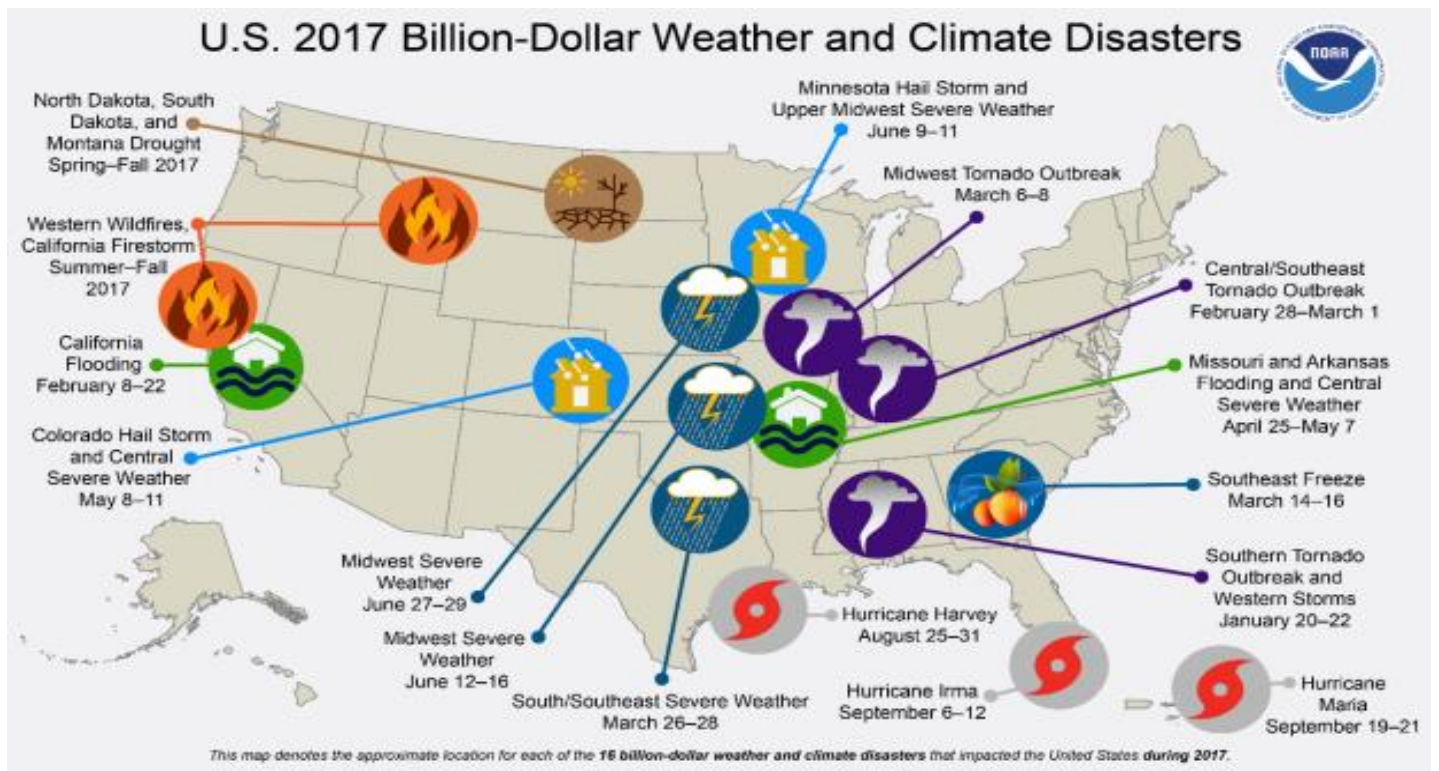 U.S. 2017 Billion-Dollar Weather and Climate Disasters
NOAA
North Dakota, South
Dakota, and
Montana Drought
Spring–Fall 2017
Western Wildfires,
California Firestorm
Summer–Fall
2017
California
Flooding
February 8–22
Colorado Hail Storm
and Central
Severe Weather
May 8–11
Minnesota Hail Storm and
Upper Midwest Severe Weather
June 9–11
Midwest Tornado Outbreak
March 6–8
Central/Southeast
Tornado Outbreak
February 28–March 1
Missouri and Arkansas
Flooding and Central
Severe Weather
April 25–May 7
Southeast Freeze
March 14–16
Southern Tornado
Outbreak and
Western Storms
January 20–22
Midwest Severe
Weather
June 27–29
Midwest Severe
Weather
June 12–16
South/Southeast Severe Weather
March 26–28
Hurricane Harvey
August 25–31
Hurricane Irma
September 6–12
Hurricane
Maria
September 19–21
This map denotes the approximate location for each of the 16 billion-dollar weather and climate disasters that impacted the United States during 2017.